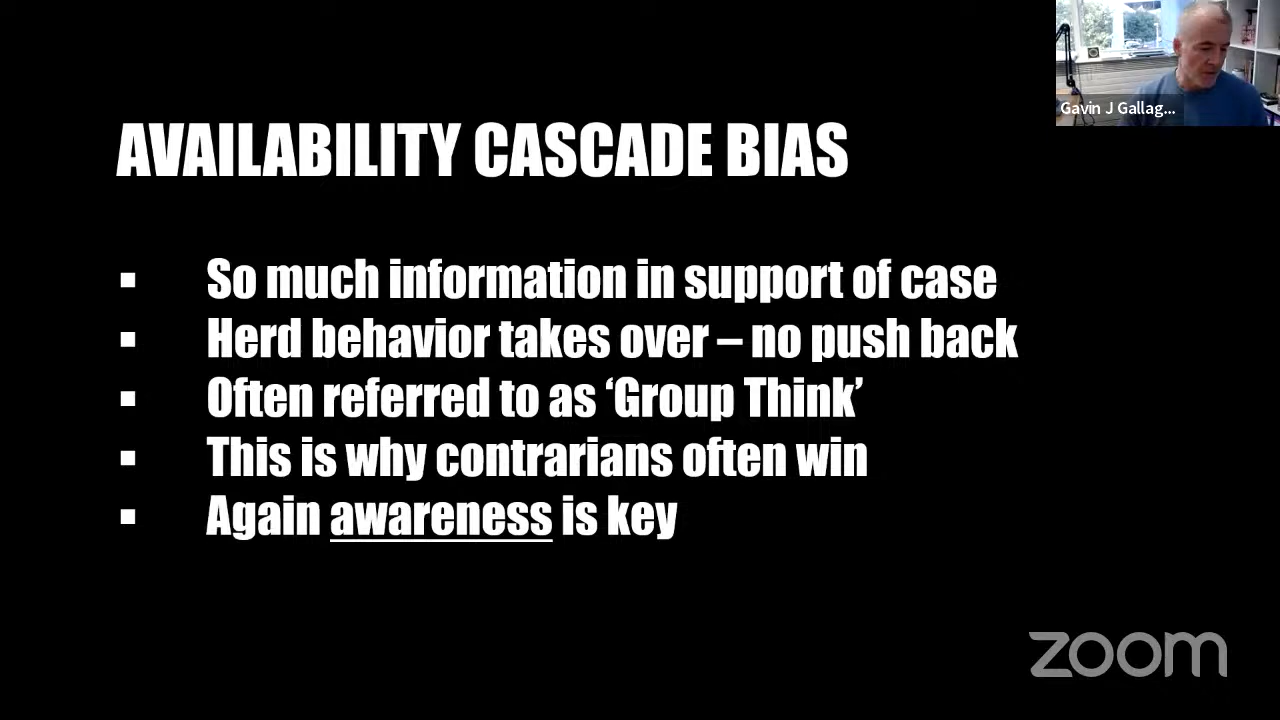 Gavin J Gallag...
AVAILABILITY CASCADE BIAS
▪ So much information in support of case
▪ Herd behavior takes over – no push back
▪ Often referred to as ‘Group Think’
▪ This is why contrarians often win
▪ Again awareness is key
zoom